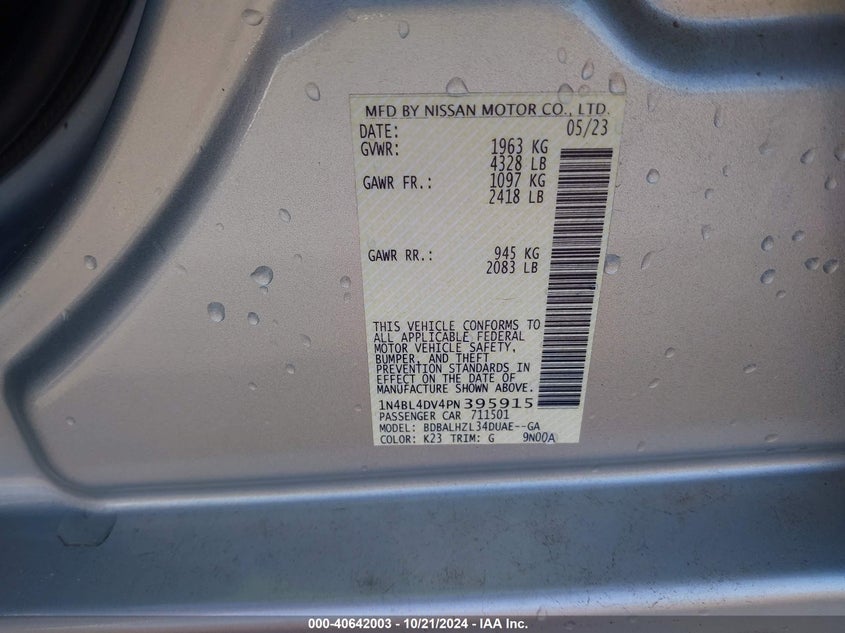 MFD BY NISSAN MOTOR CO., LTD.
DATE: 05/23
GVWR: 1963 KG
4328 LB
GAWR FR.: 1097 KG
2418 LB
GAWR RR.: 945 KG
2083 LB
THIS VEHICLE CONFORMS TO
ALL APPLICABLE FEDERAL
MOTOR VEHICLE SAFETY,
BUMPER, AND THEFT
PREVENTION STANDARDS IN
EFFECT ON THE DATE OF
MANUFACTURE SHOWN ABOVE.
1N4BL4DV4PN395915
PASSENGER CAR 711501
MODEL: BDBALHZL34DUAE--GA
COLOR: K23 TRIM: G 9N00A
000-40642003 - 10/21/2024 - IAA Inc.